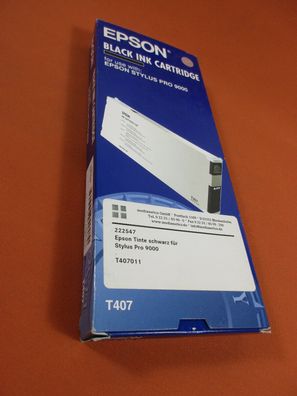 EPSON
BLACK INK CARTRIDGE
for use with:
EPSON STYLUS PRO 9000
222547
Epson Tinte schwarz für
Stylus Pro 9000
T407011
T407